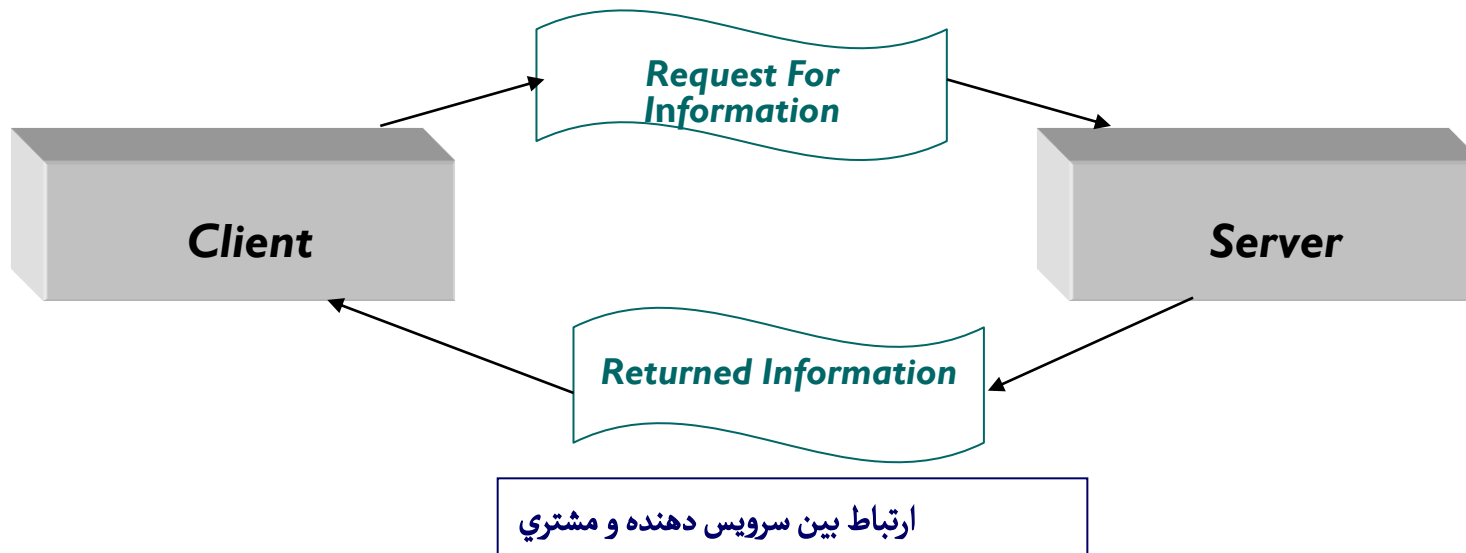 Request For
Information
Client
Server
Returned Information
ارتباط بين سرويس دهنده و مشتري